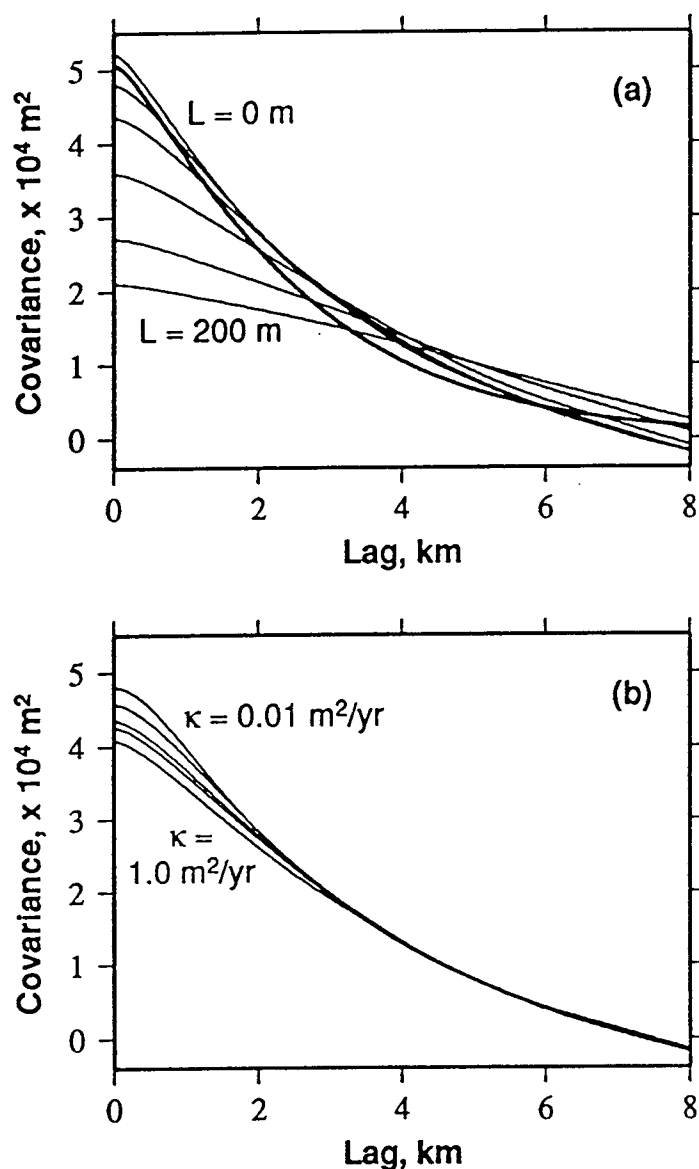 (a)
Covariance, x 10⁴ m²
5
4
3
2
1
0
L = 0 m
L = 200 m
0 2 4 6 8
Lag, km
(b)
Covariance, x 10⁴ m²
5
4
3
2
1
0
κ = 0.01 m²/yr
κ =
1.0 m²/yr
0 2 4 6 8
Lag, km